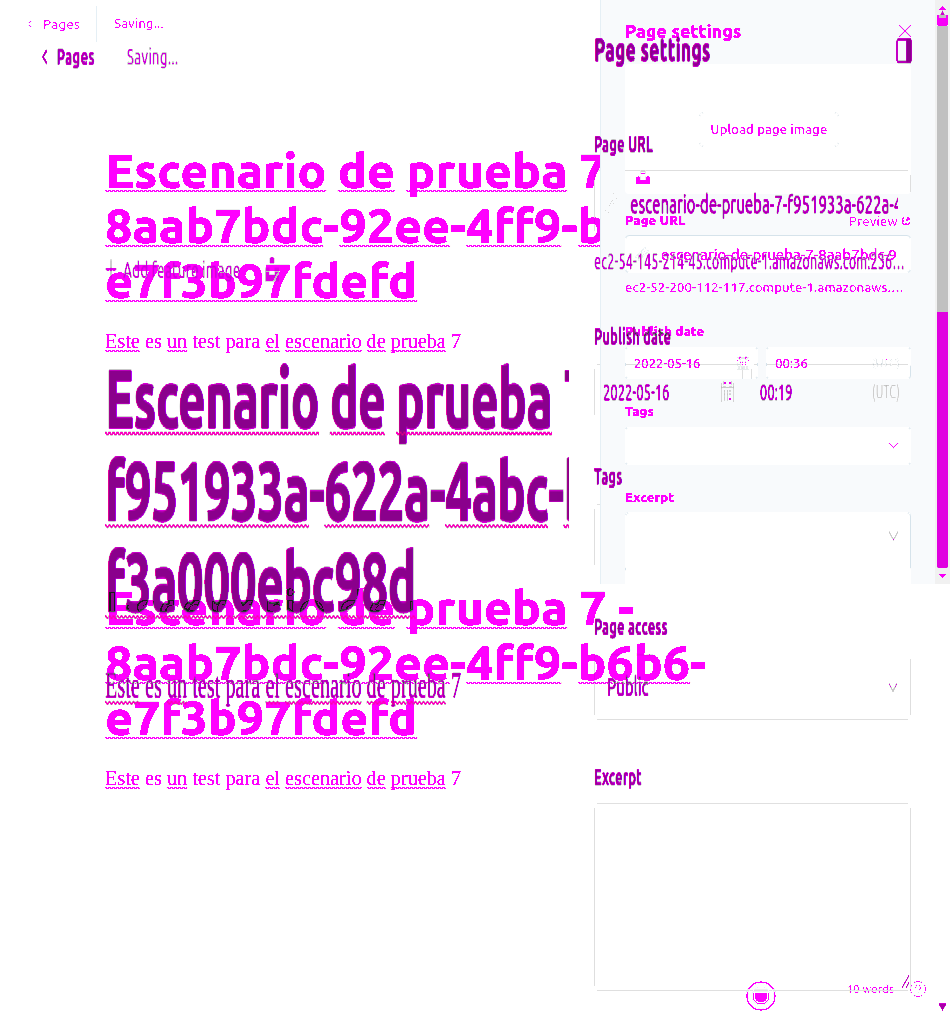 Pages Saving...
Page settings
Pages Saving...
Page settings
Upload page image
Page URL
Escenario de prueba 7
escenario-de-prueba-7-f951933a-622a-4
8aab7bdc-92ee-4ff9-b
Page URL Preview
escenario-de-prueba-7-8aab7bdc-9
+ Add feature image
ec2-54-145-214-45.compute-1.amazonaws.com:236...
e7f3b97fdefd
ec2-52-200-112-117.compute-1.amazonaws....
Publish date
Publish date
Este es un test para el escenario de prueba 7
2022-05-16 00:36 (UTC)
2022-05-16 00:19 (UTC)
Escenario de prueba
Tags
f951933a-622a-4abc-
Tags
Excerpt
f3a000ebc98d
Escenario de prueba 7 -
Page access
8aab7bdc-92ee-4ff9-b6b6-
Este es un test para el escenario de prueba 7
Public
e7f3b97fdefd
Este es un test para el escenario de prueba 7
Excerpt
19 words